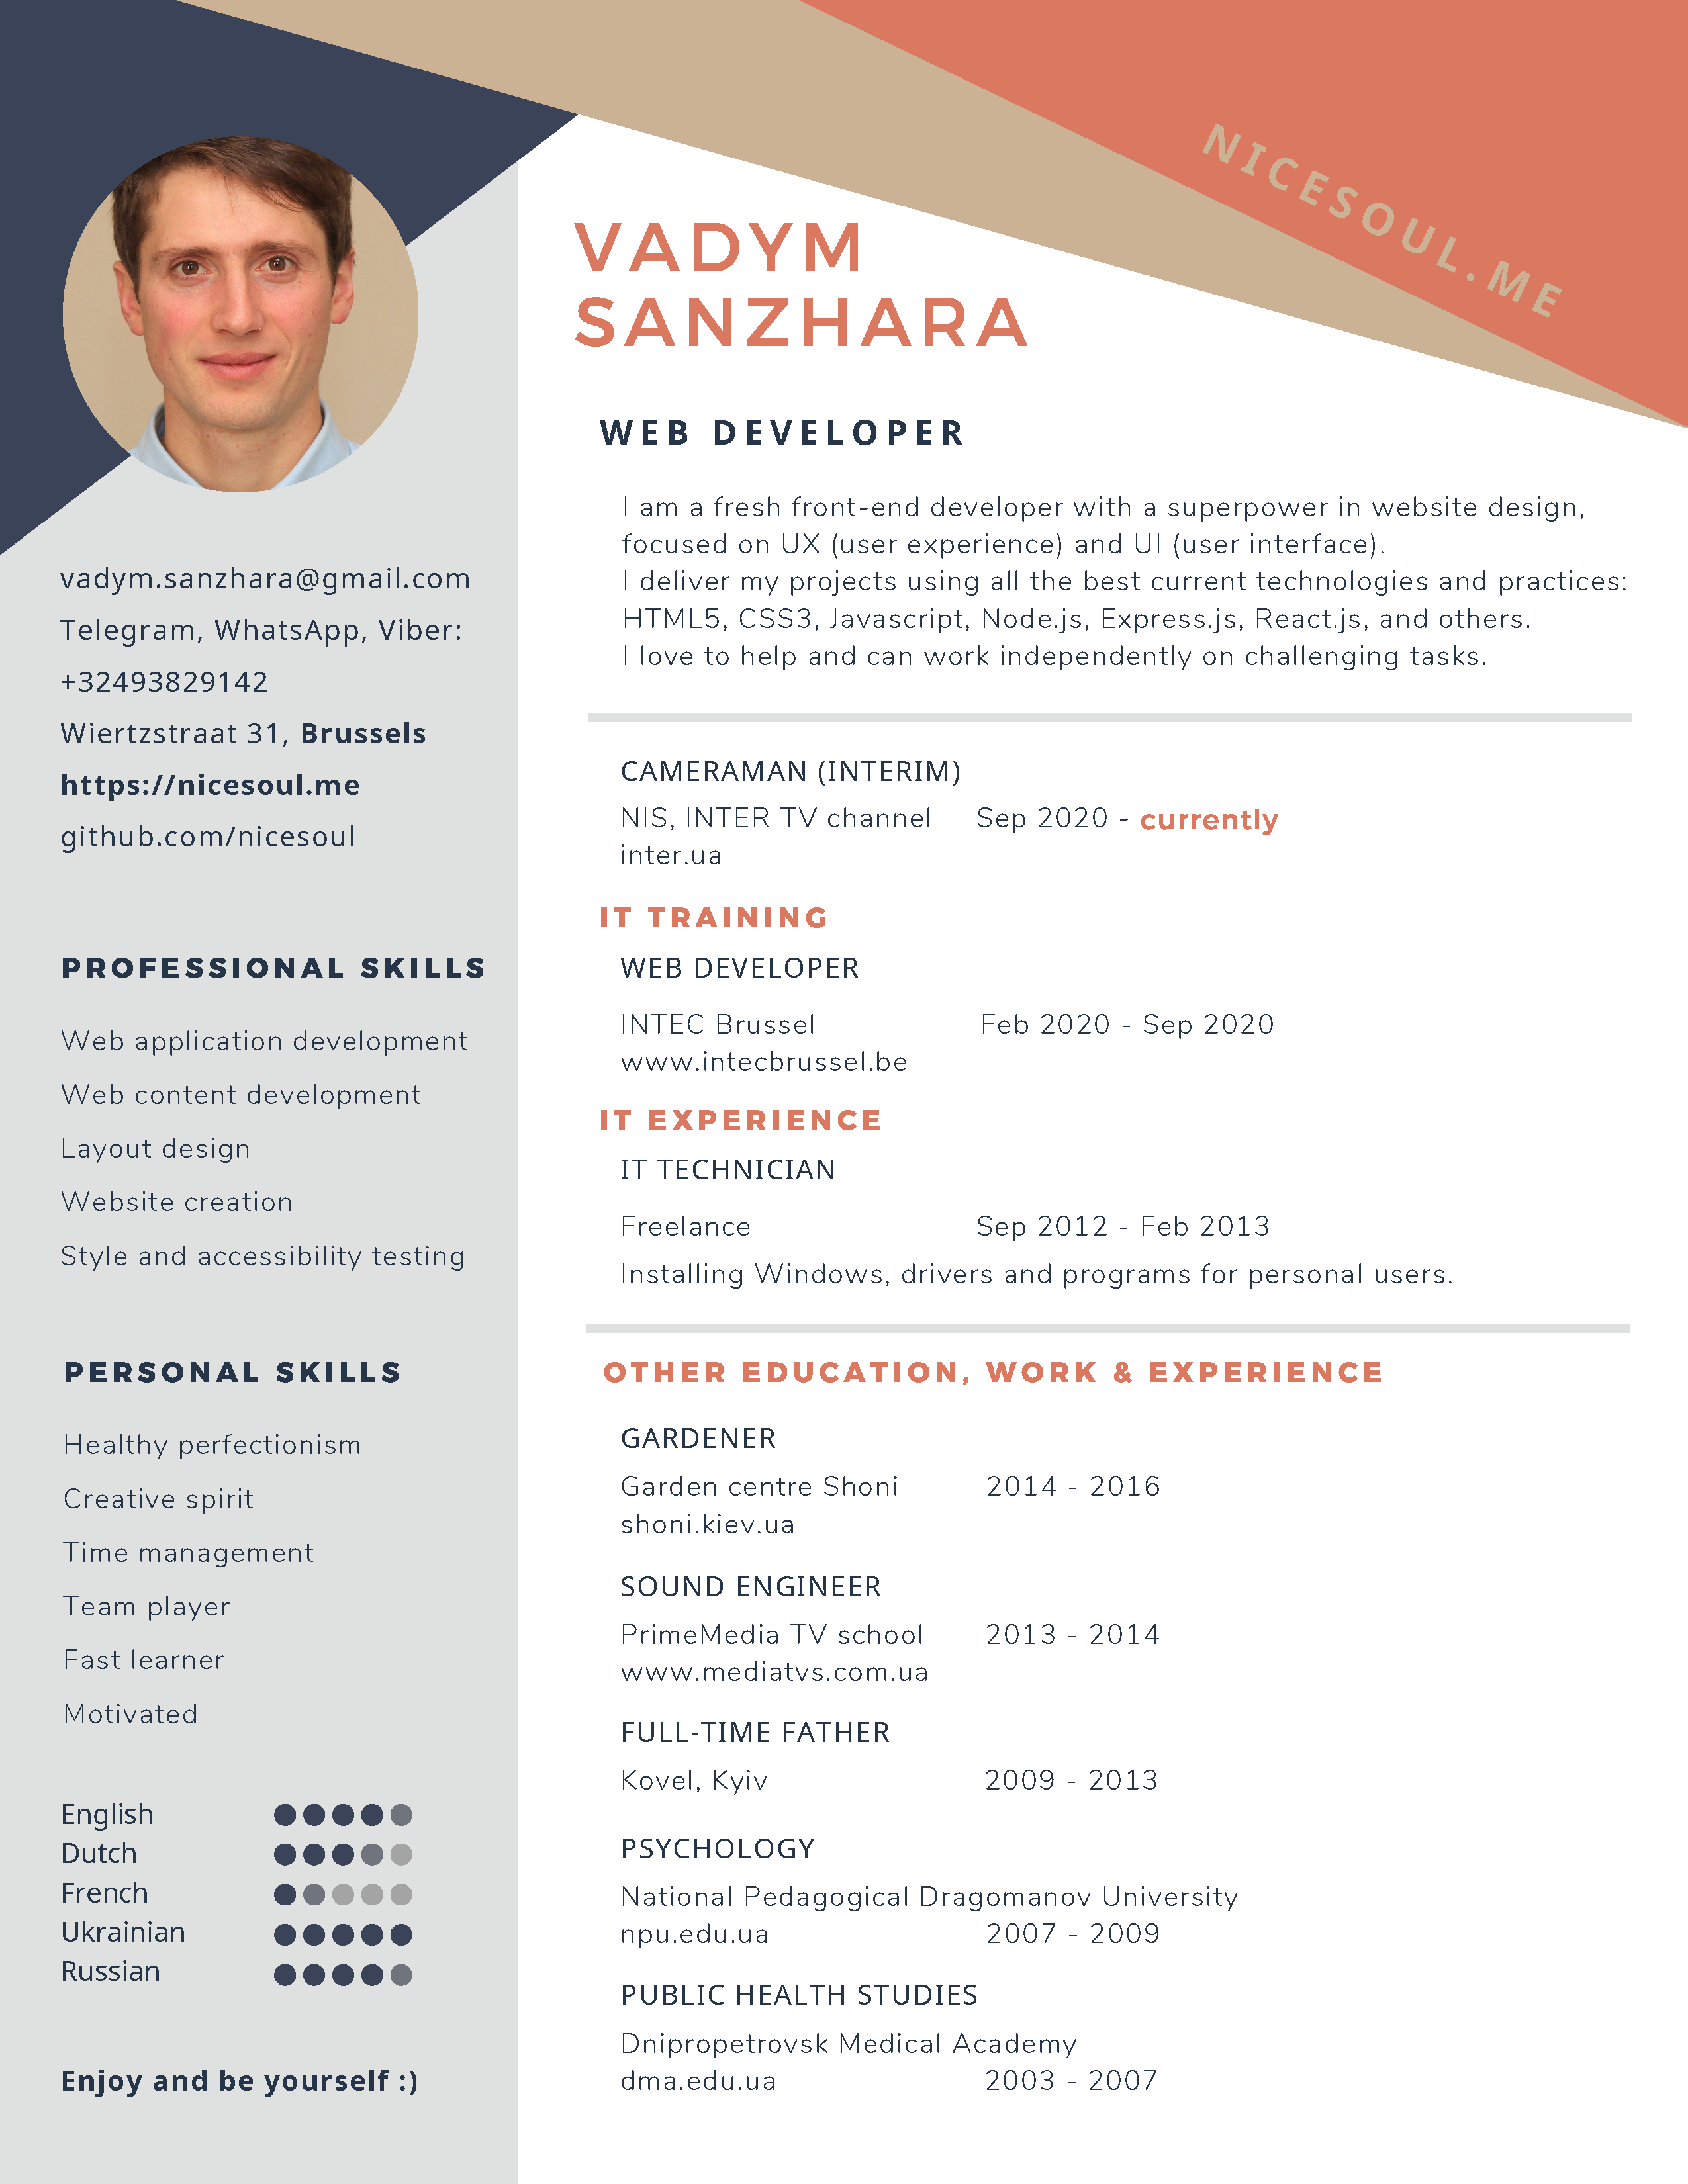 NICESOUL.ME
VADYM
SANZHARA
WEB DEVELOPER
I am a fresh front-end developer with a superpower in website design,
focused on UX (user experience) and UI (user interface).
I deliver my projects using all the best current technologies and practices:
HTML5, CSS3, Javascript, Node.js, Express.js, React.js, and others.
I love to help and can work independently on challenging tasks.
vadym.sanzhara@gmail.com
Telegram, WhatsApp, Viber:
+32493829142
Wiertzstraat 31, Brussels
https://nicesoul.me
github.com/nicesoul
PROFESSIONAL SKILLS
Web application development
Web content development
Layout design
Website creation
Style and accessibility testing
PERSONAL SKILLS
Healthy perfectionism
Creative spirit
Time management
Team player
Fast learner
Motivated
English
Dutch
French
Ukrainian
Russian
Enjoy and be yourself :)
CAMERAMAN (INTERIM)
NIS, INTER TV channel Sep 2020 - currently
inter.ua
IT TRAINING
WEB DEVELOPER
INTEC Brussel Feb 2020 - Sep 2020
www.intecbrussel.be
IT EXPERIENCE
IT TECHNICIAN
Freelance Sep 2012 - Feb 2013
Installing Windows, drivers and programs for personal users.
OTHER EDUCATION, WORK & EXPERIENCE
GARDENER
Garden centre Shoni 2014 - 2016
shoni.kiev.ua
SOUND ENGINEER
PrimeMedia TV school 2013 - 2014
www.mediatvs.com.ua
FULL-TIME FATHER
Kovel, Kyiv 2009 - 2013
PSYCHOLOGY
National Pedagogical Dragomanov University
npu.edu.ua 2007 - 2009
PUBLIC HEALTH STUDIES
Dnipropetrovsk Medical Academy
dma.edu.ua 2003 - 2007